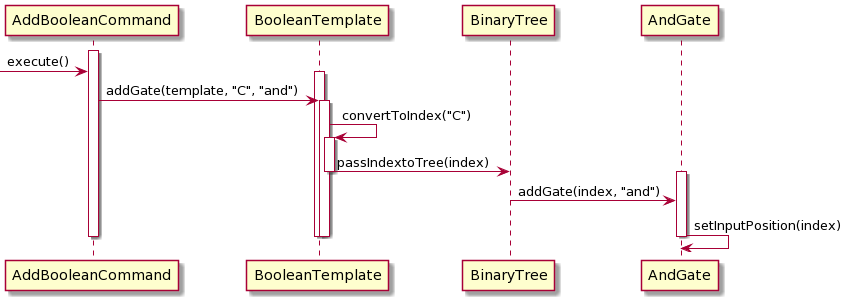 AddBooleanCommand BooleanTemplate BinaryTree AndGate
execute()
addGate(template, "C", "and")
convertToIndex("C")
passIndextoTree(index)
addGate(index, "and")
setInputPosition(index)
AddBooleanCommand BooleanTemplate BinaryTree AndGate